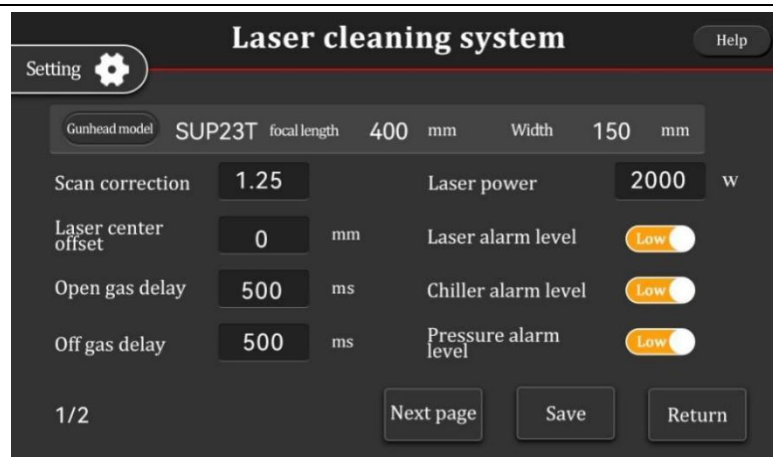 Laser cleaning system
Help
Setting
Gunhead model SUP23T focal length 400 mm Width 150 mm
Scan correction 1.25
Laser power 2000 W
Laser center
offset 0 mm
Laser alarm level Low
Open gas delay 500 ms
Chiller alarm level Low
Off gas delay 500 ms
Pressure alarm
level Low
1/2
Next page Save Return